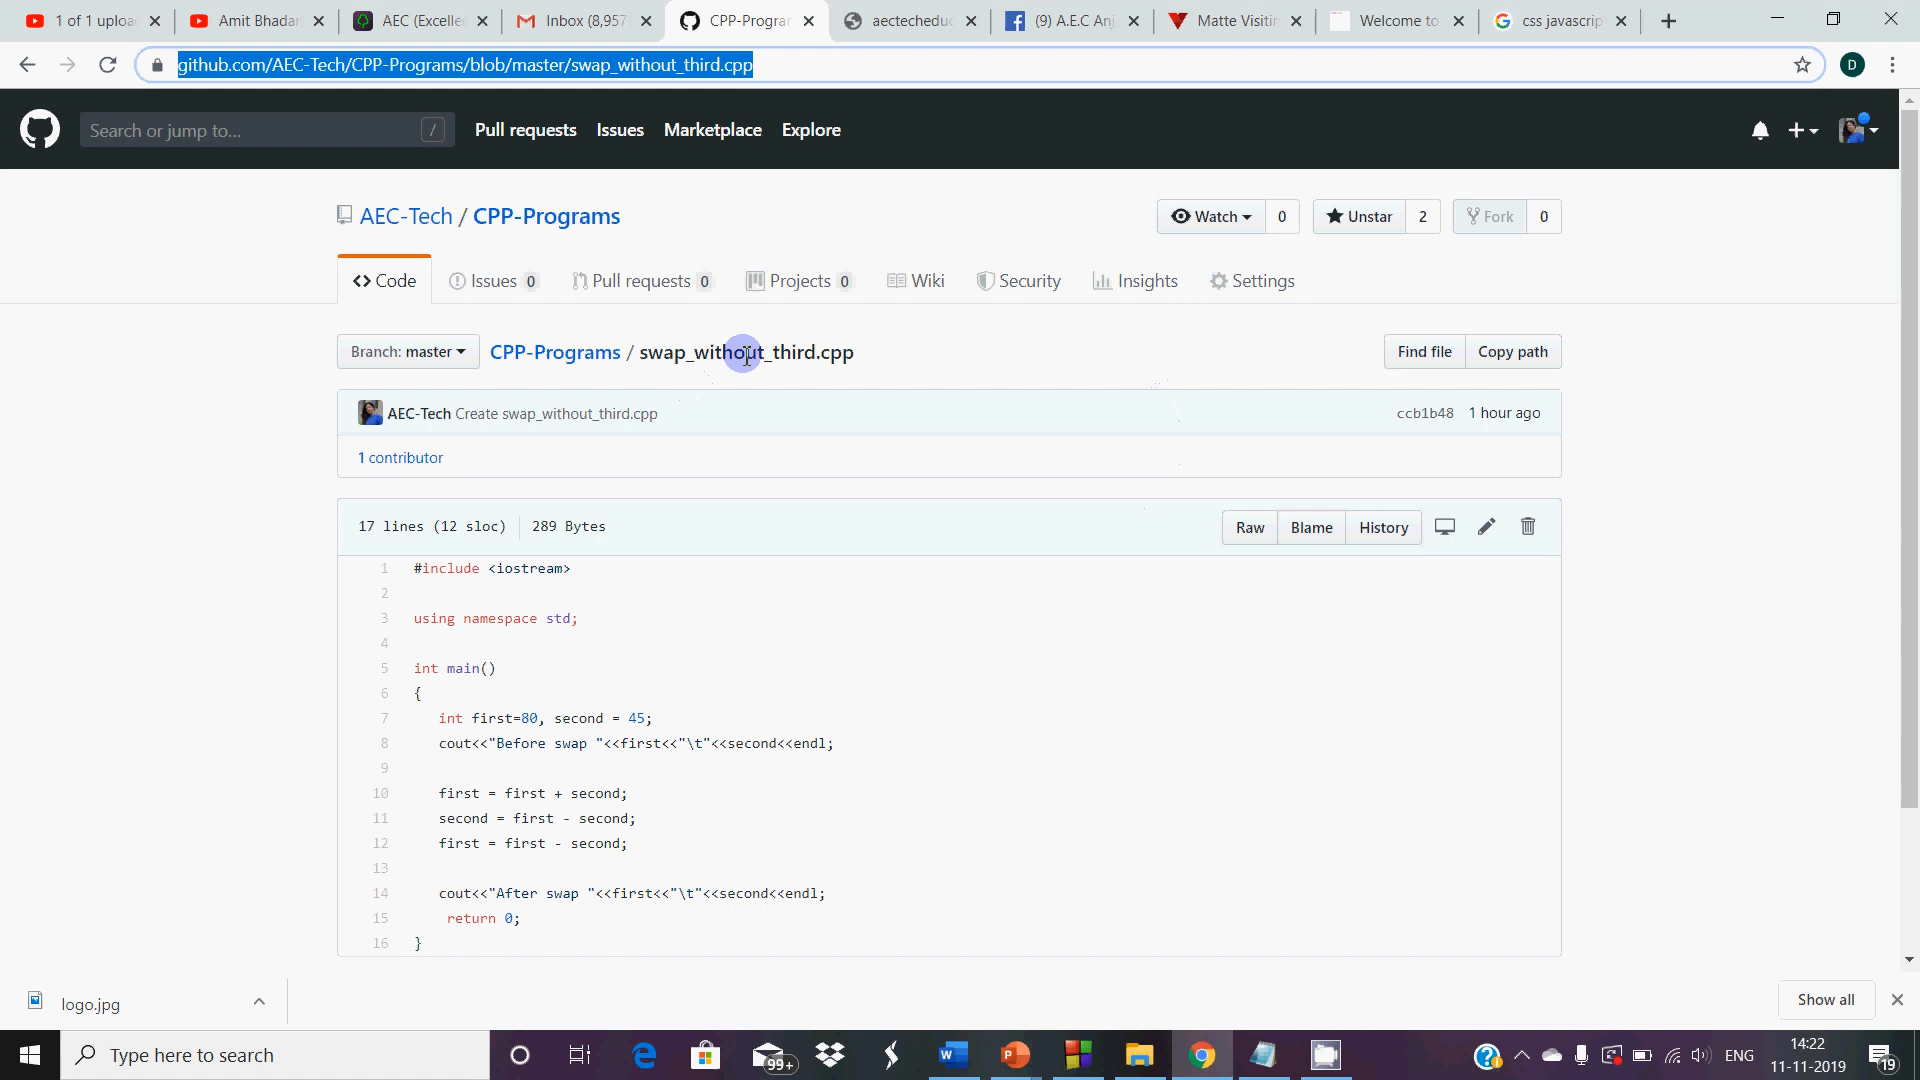 1 of 1 uploa
Amit Bhadan
AEC (Excelle
Inbox (8,957
CPP-Program
aectecheduc
(9) A.E.C Anj
Matte Visitin
Welcome to
css javascrip
github.com/AEC-Tech/CPP-Programs/blob/master/swap_without_third.cpp
D
Search or jump to...
/
Pull requests
Issues
Marketplace
Explore
AEC-Tech / CPP-Programs
Watch 0
Unstar 2
Fork 0
Code
Issues 0
Pull requests 0
Projects 0
Wiki
Security
Insights
Settings
Branch: master
CPP-Programs / swap_without_third.cpp
Find file
Copy path
AEC-Tech Create swap_without_third.cpp
ccb1b48 1 hour ago
1 contributor
17 lines (12 sloc) 289 Bytes
Raw
Blame
History
1 #include <iostream>
2
3 using namespace std;
4
5 int main()
6 {
7 int first=80, second = 45;
8 cout<<"Before swap "<<first<<"\t"<<second<<endl;
9
10 first = first + second;
11 second = first - second;
12 first = first - second;
13
14 cout<<"After swap "<<first<<"\t"<<second<<endl;
15 return 0;
16 }
logo.jpg
Show all
Type here to search
99+
ENG
14:22
11-11-2019
19